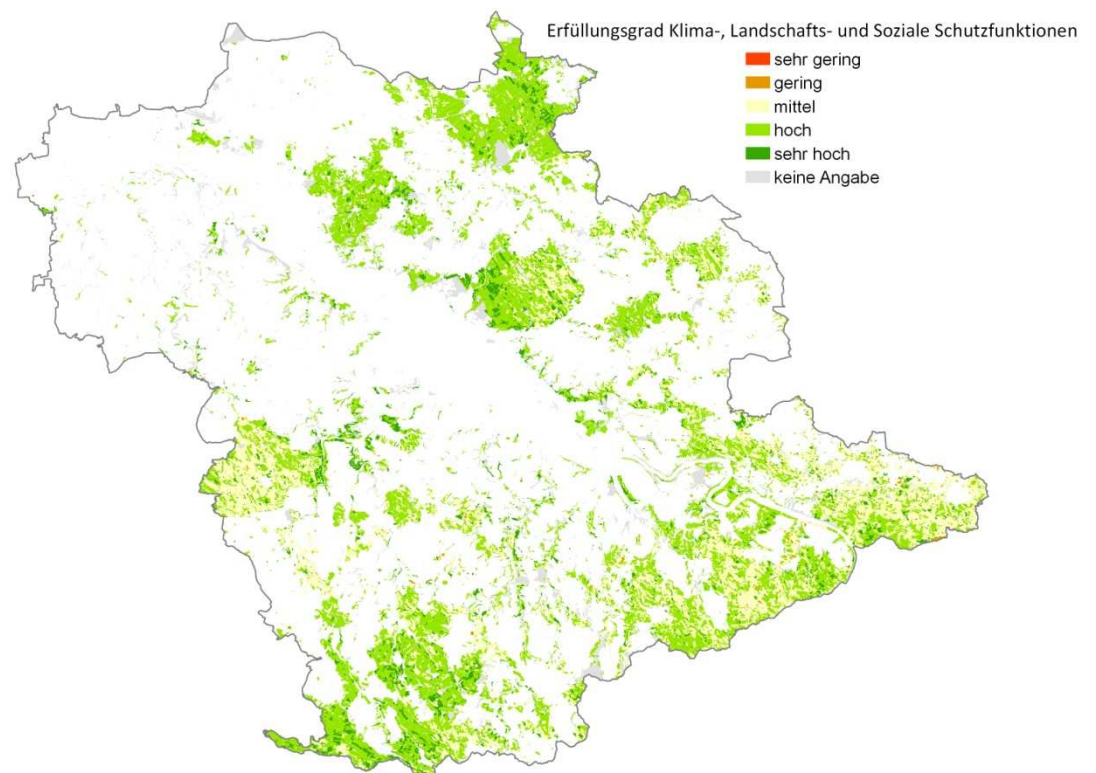 Erfüllungsgrad Klima-, Landschafts- und Soziale Schutzfunktionen
sehr gering
gering
mittel
hoch
sehr hoch
keine Angabe